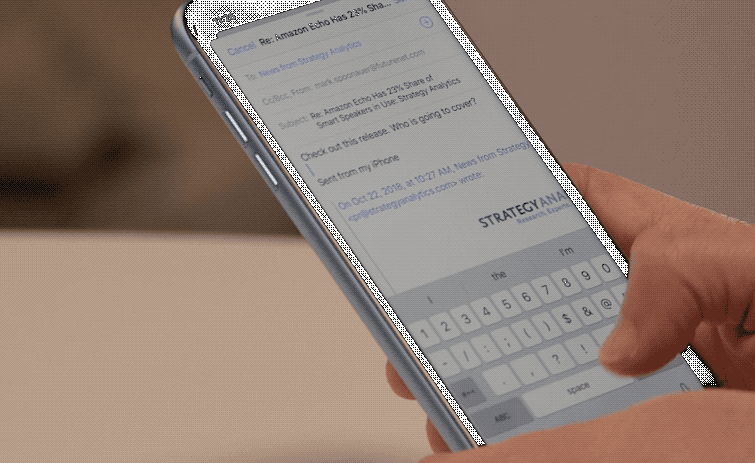 Cancel Re: Amazon Echo Has 23% Sha...
To: News from Strategy Analytics
Cc/Bcc, From: mark.spoonauer@futurenet.com
Subject: Re: Amazon Echo Has 23% Share of
Smart Speakers in Use: Strategy Analytics
Check out this release. Who is going to cover?
Sent from my iPhone
On Oct 22, 2018, at 10:27 AM, News from Strategy
<pr@strategyanalytics.com> wrote:
STRATEGYANA
Research, Experts
I the I'm
1 2 3 4 5 6 7 8 9 0
- / : ; ( ) $ & @
#+= . , ? !
ABC space